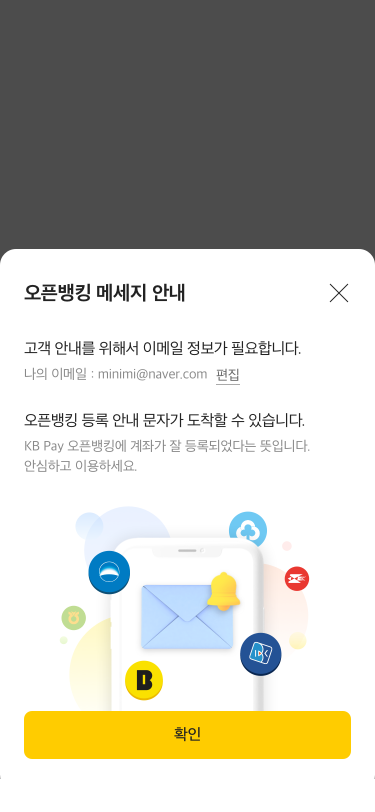 오픈뱅킹 메세지 안내
고객 안내를 위해서 이메일 정보가 필요합니다.
나의 이메일 : minimi@naver.com 편집
오픈뱅킹 등록 안내 문자가 도착할 수 있습니다.
KB Pay 오픈뱅킹에 계좌가 잘 등록되었다는 뜻입니다.
안심하고 이용하세요.
확인